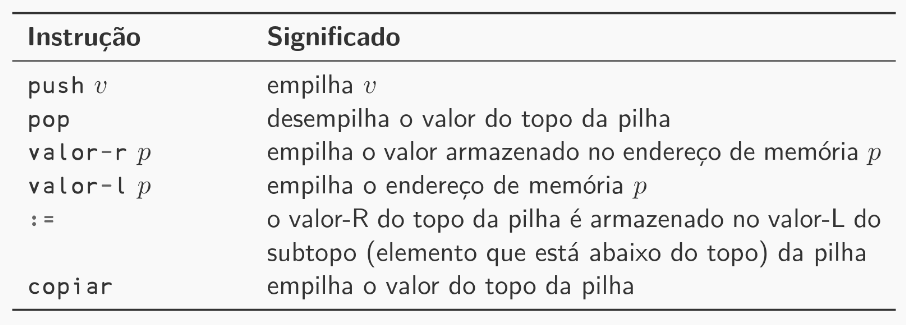 Instrução Significado
push v empilha v
pop desempilha o valor do topo da pilha
valor-r p empilha o valor armazenado no endereço de memória p
valor-l p empilha o endereço de memória p
:= o valor-R do topo da pilha é armazenado no valor-L do
subtopo (elemento que está abaixo do topo) da pilha
copiar empilha o valor do topo da pilha